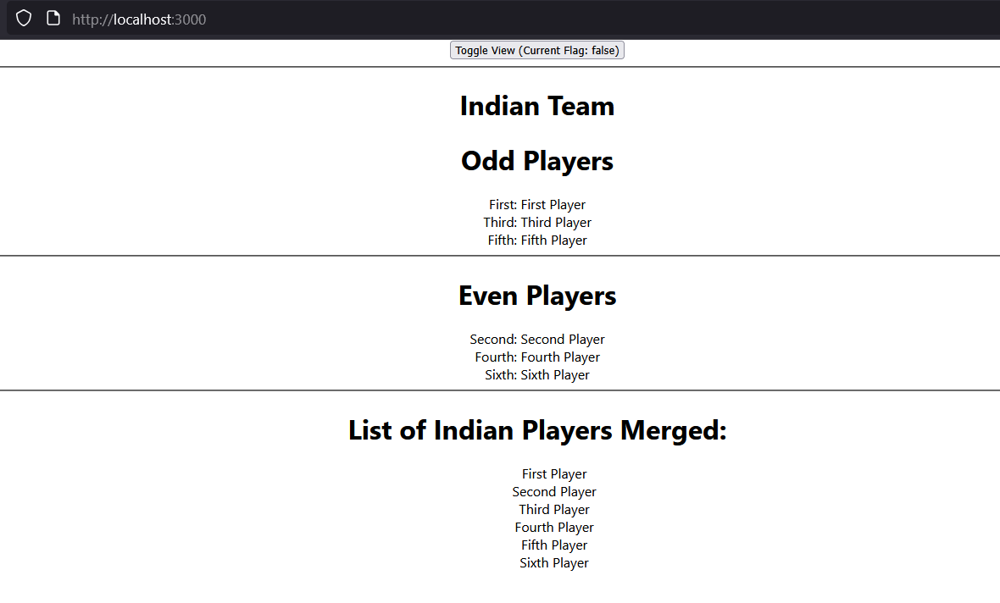 http://localhost:3000
Toggle View (Current Flag: false)
Indian Team
Odd Players
First: First Player
Third: Third Player
Fifth: Fifth Player
Even Players
Second: Second Player
Fourth: Fourth Player
Sixth: Sixth Player
List of Indian Players Merged:
First Player
Second Player
Third Player
Fourth Player
Fifth Player
Sixth Player